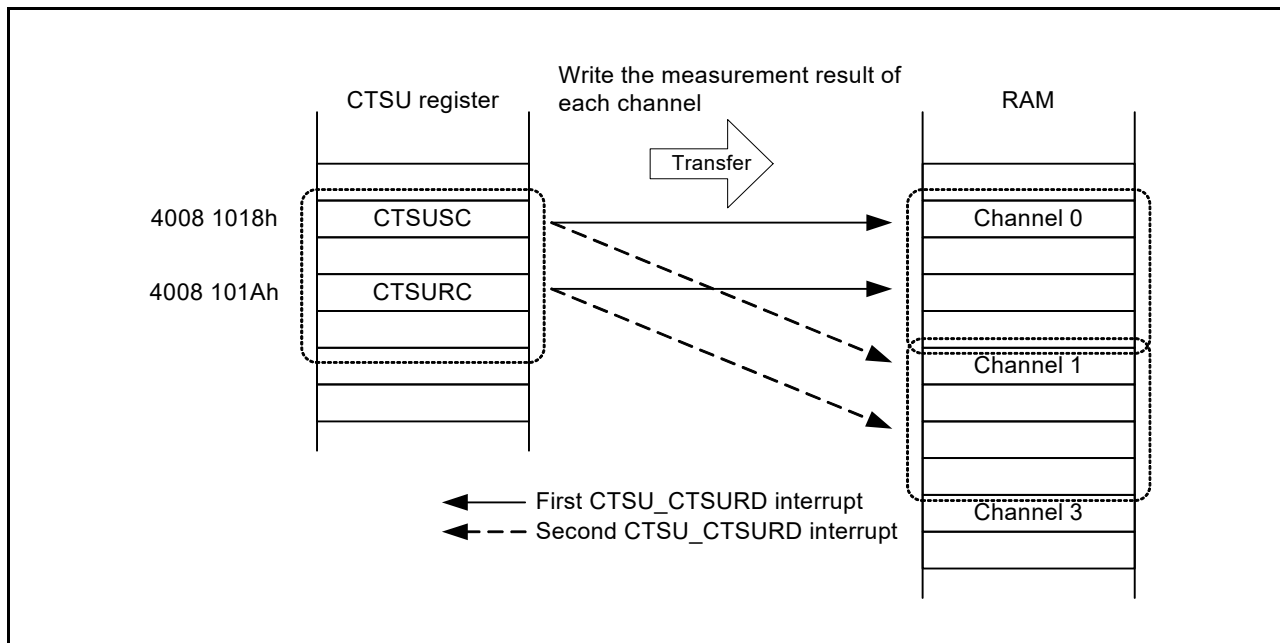 Write the measurement result of
each channel
CTSU register
RAM
Transfer
4008 1018h
CTSUSC
Channel 0
4008 101Ah
CTSURC
Channel 1
First CTSU_CTSURD interrupt
Second CTSU_CTSURD interrupt
Channel 3